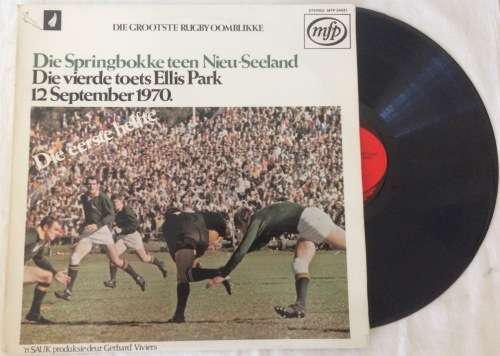 DIE GROOTSTE RUGBY OOMBLIKKE
mfp
Die Springbokke teen Nieu-Seeland
Die vierde toets Ellis Park
12 September 1970.
Die eerste helfte
'n SAUK produksie deur Gerhard Viviers